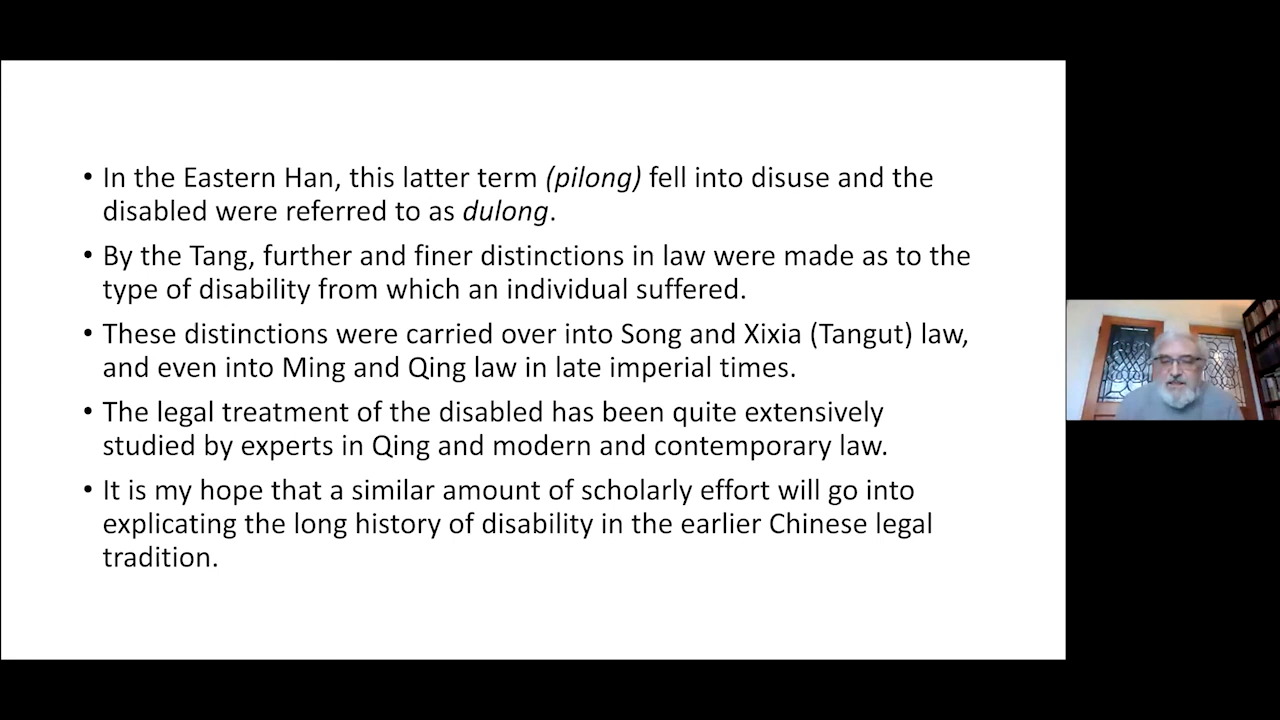 • In the Eastern Han, this latter term (pilong) fell into disuse and the
disabled were referred to as dulong.
• By the Tang, further and finer distinctions in law were made as to the
type of disability from which an individual suffered.
• These distinctions were carried over into Song and Xixia (Tangut) law,
and even into Ming and Qing law in late imperial times.
• The legal treatment of the disabled has been quite extensively
studied by experts in Qing and modern and contemporary law.
• It is my hope that a similar amount of scholarly effort will go into
explicating the long history of disability in the earlier Chinese legal
tradition.